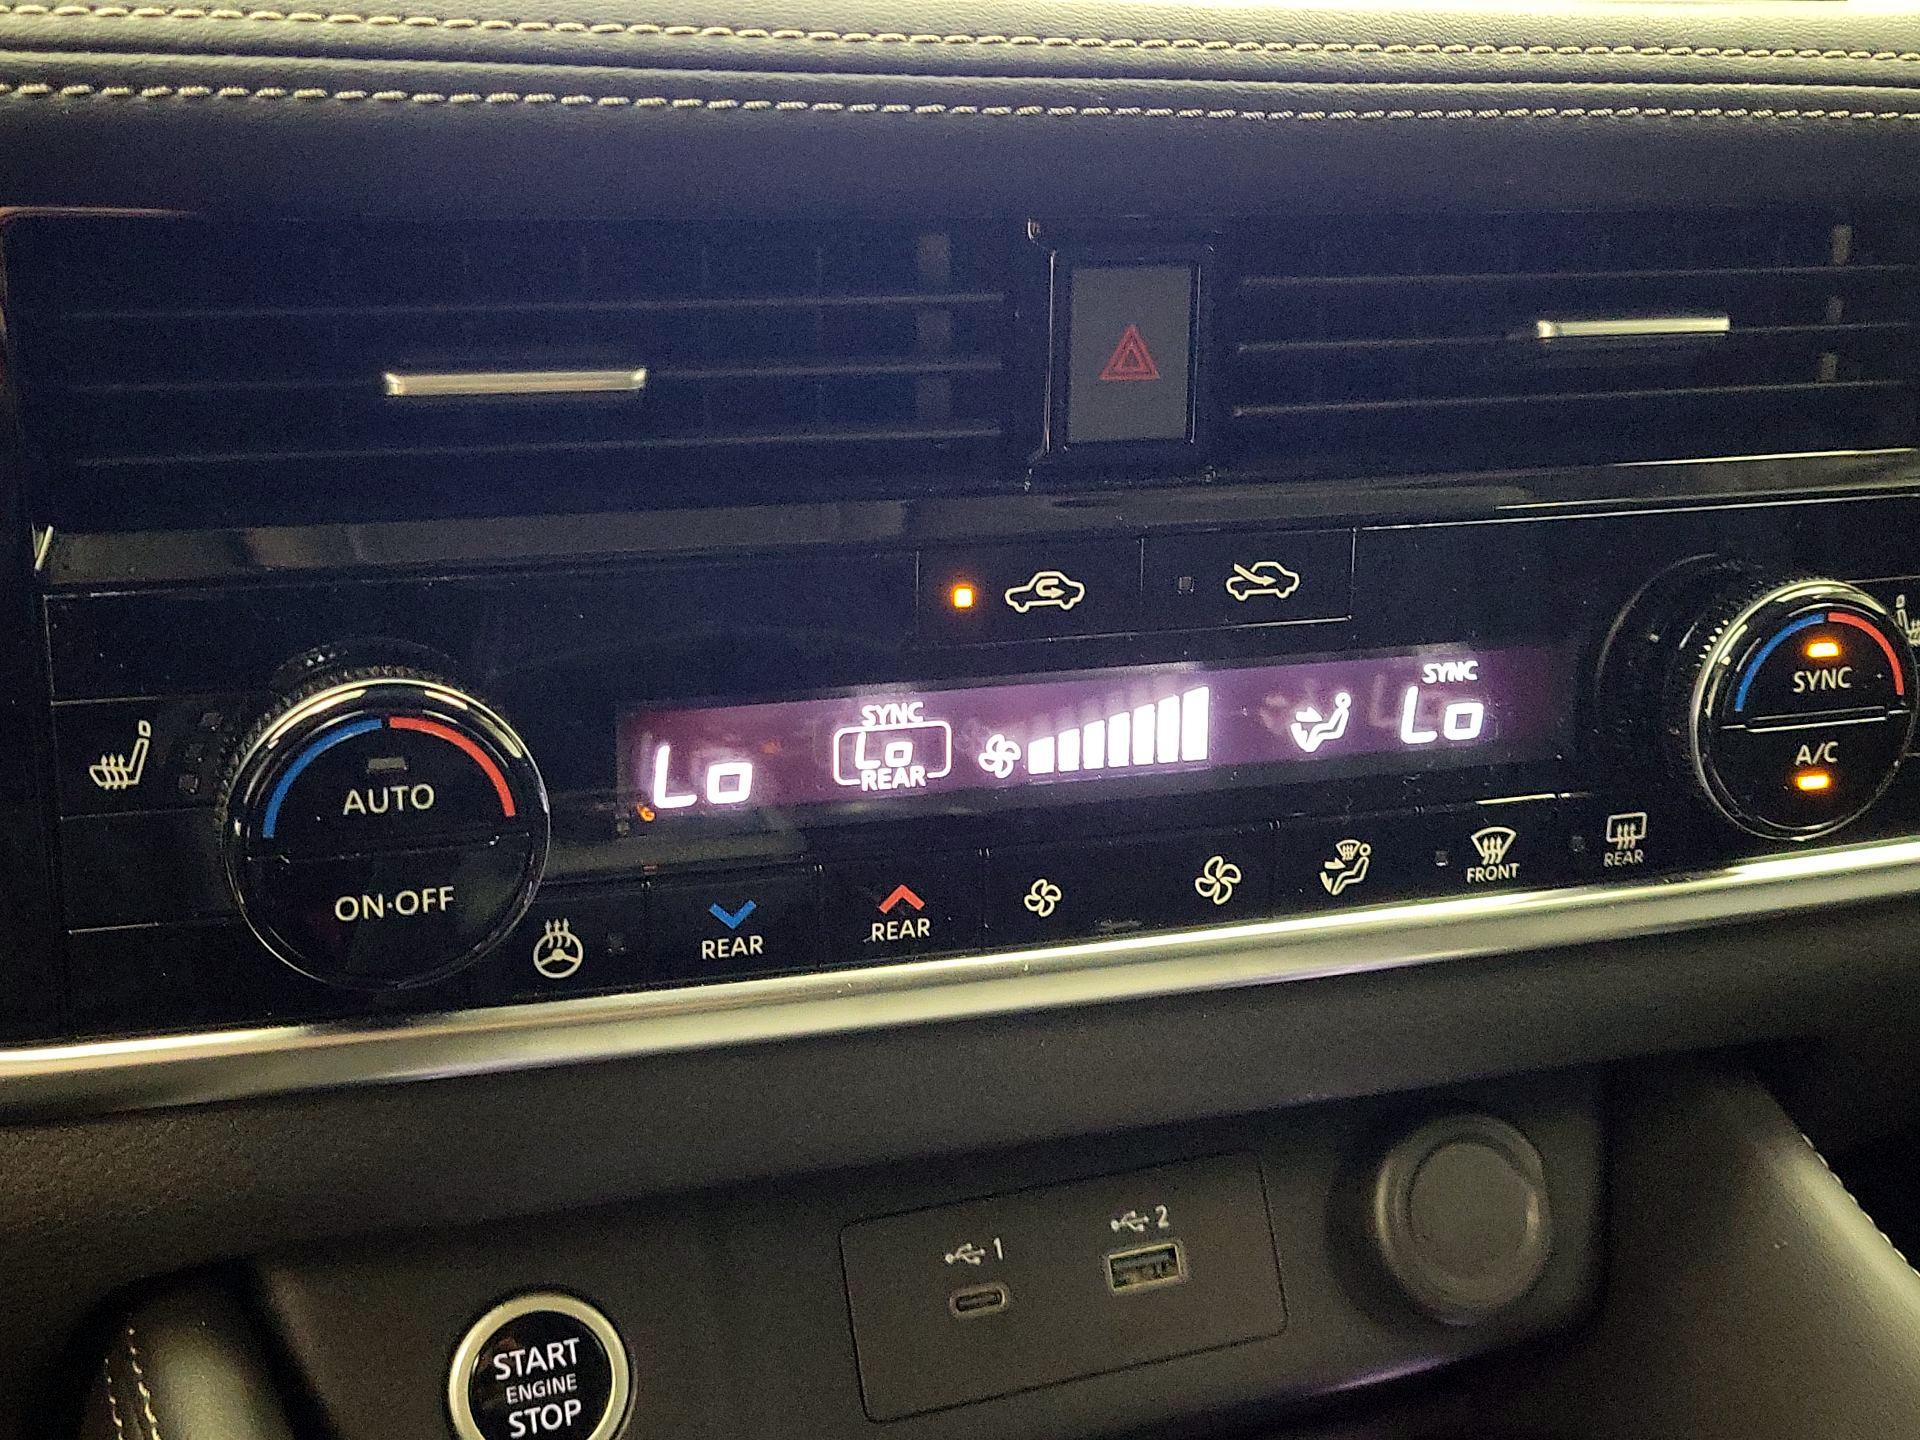 SYNC
A/C
SYNC
Lo
SYNC
Lo
REAR
Lo
AUTO
ON·OFF
REAR
REAR
FRONT
REAR
1
2
START
ENGINE
STOP